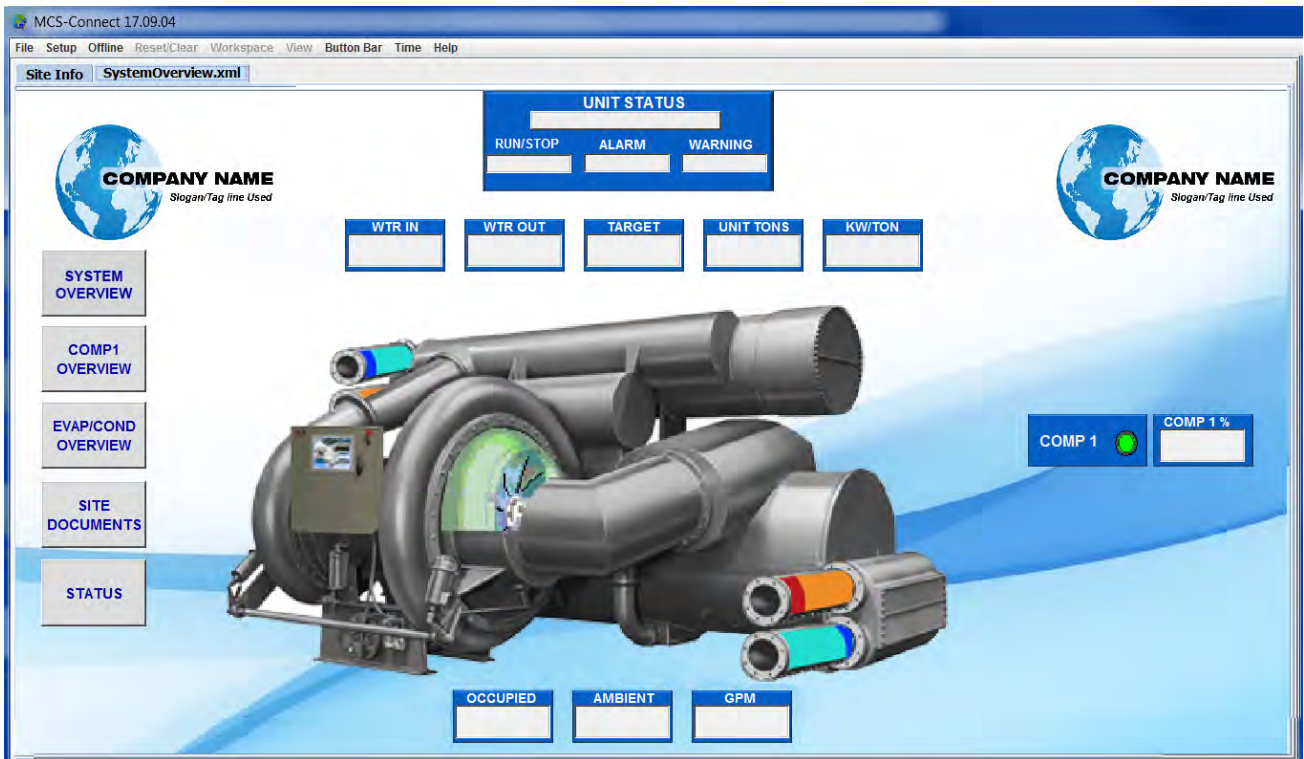 MCS-Connect 17.09.04
File Setup Offline Reset/Clear Workspace View Button Bar Time Help
Site Info SystemOverview.xml
UNIT STATUS
RUN/STOP ALARM WARNING
COMPANY NAME
Slogan/Tag line Used
COMPANY NAME
Slogan/Tag line Used
WTR IN WTR OUT TARGET UNIT TONS KW/TON
SYSTEM
OVERVIEW
COMP1
OVERVIEW
EVAP/COND
OVERVIEW
SITE
DOCUMENTS
STATUS
COMP 1
COMP 1 %
OCCUPIED AMBIENT GPM